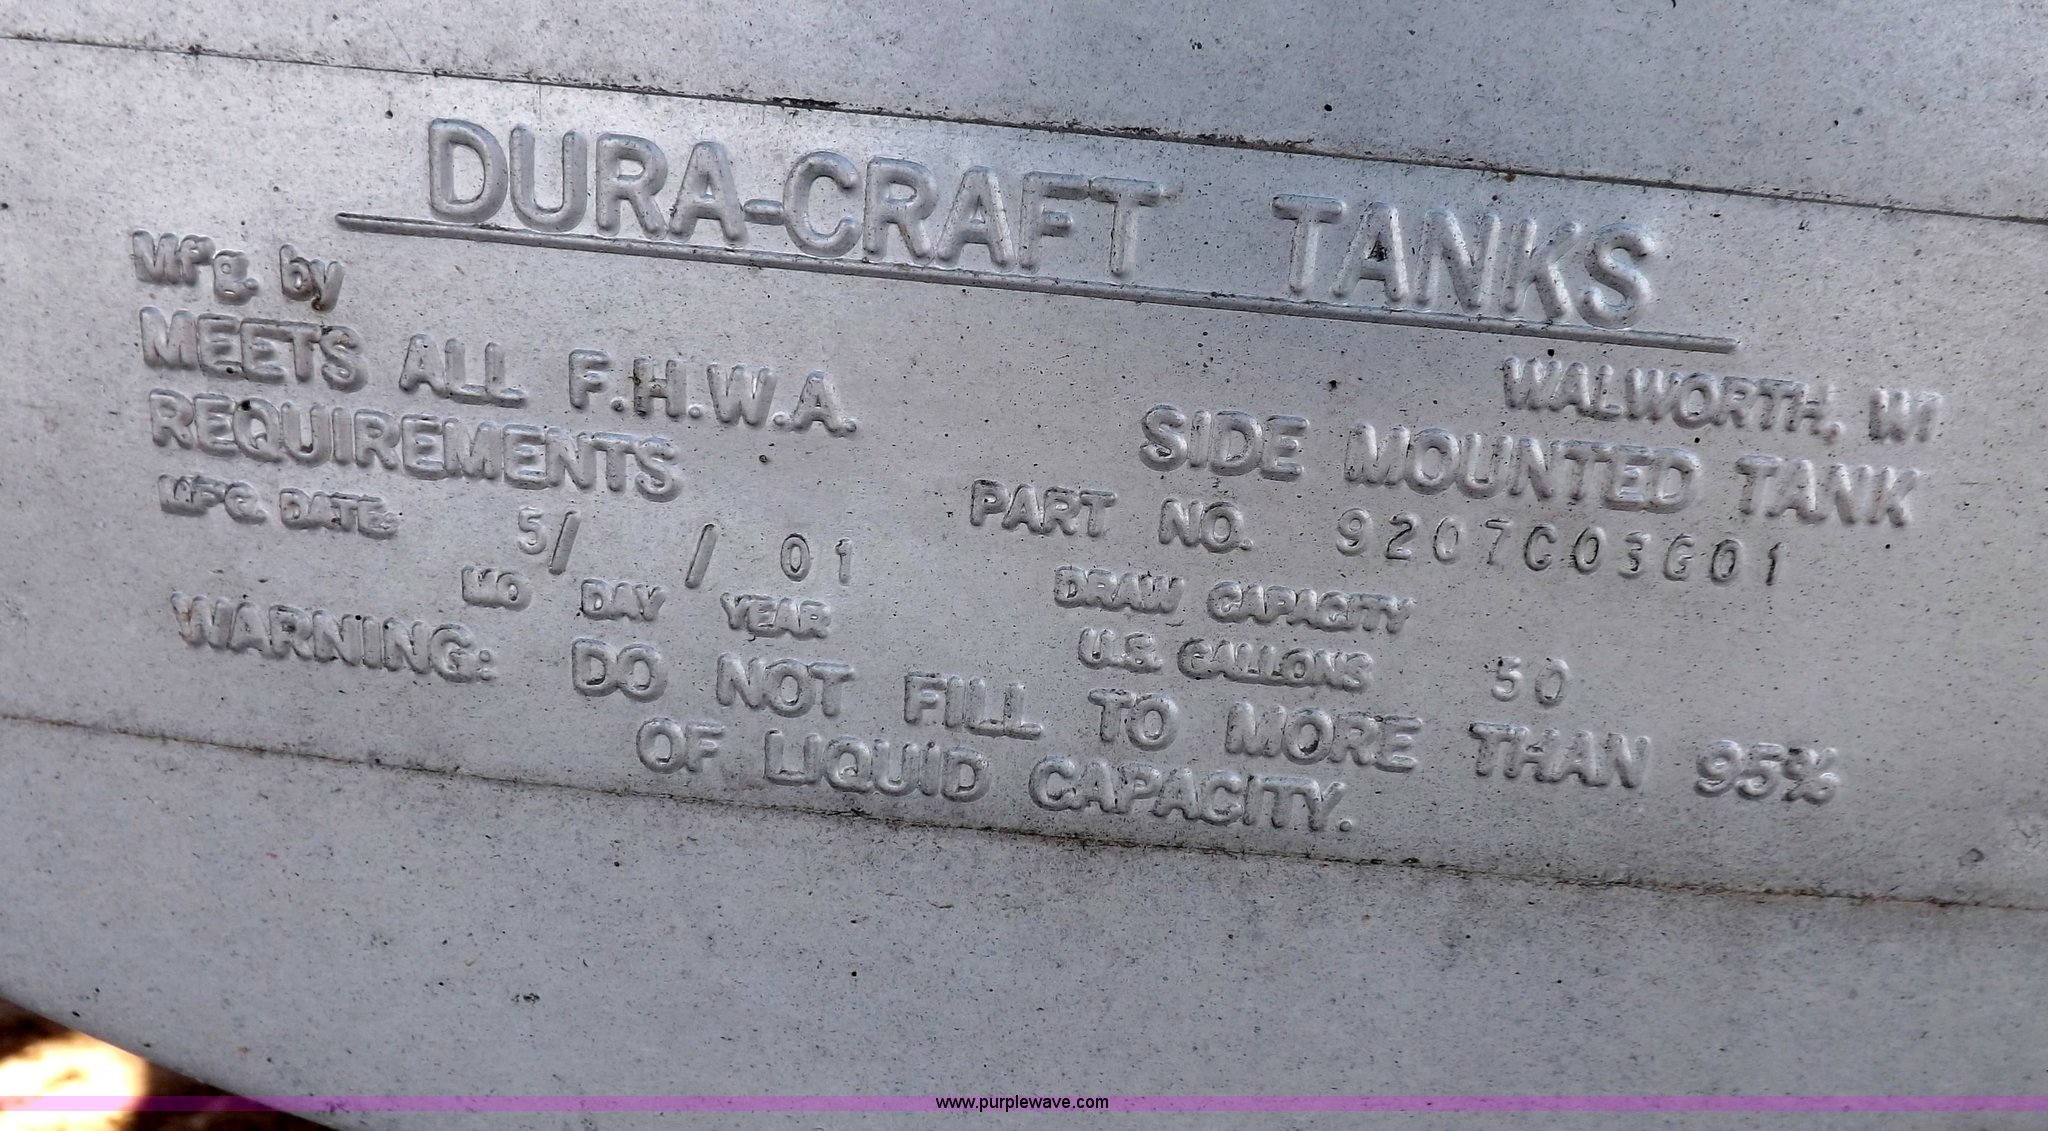 DURA-CRAFT TANKS
Mfg. by
WALWORTH, WI
MEETS ALL F.H.W.A.
REQUIREMENTS
SIDE MOUNTED TANK
MFG. DATE: 5/ / 01
MO DAY YEAR
PART NO. 9207C03G01
DRAW CAPACITY
U.S. GALLONS 50
WARNING: DO NOT FILL TO MORE THAN 95%
OF LIQUID CAPACITY.
www.purplewave.com